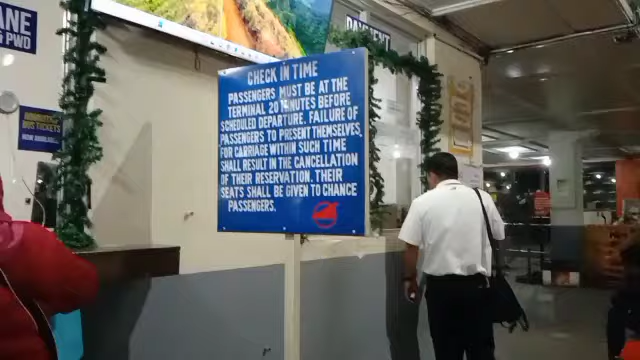 ANE
& PWD
BUS TICKETS
CHECK IN TIME
PASSENGERS MUST BE AT THE
TERMINAL 20 MINUTES BEFORE
SCHEDULED DEPARTURE. FAILURE OF
PASSENGERS TO PRESENT THEMSELVES,
FOR CARRIAGE WITHIN SUCH TIME
SHALL RESULT IN THE CANCELLATION
OF THEIR RESERVATION. THEIR
SEATS SHALL BE GIVEN TO CHANCE
PASSENGERS.